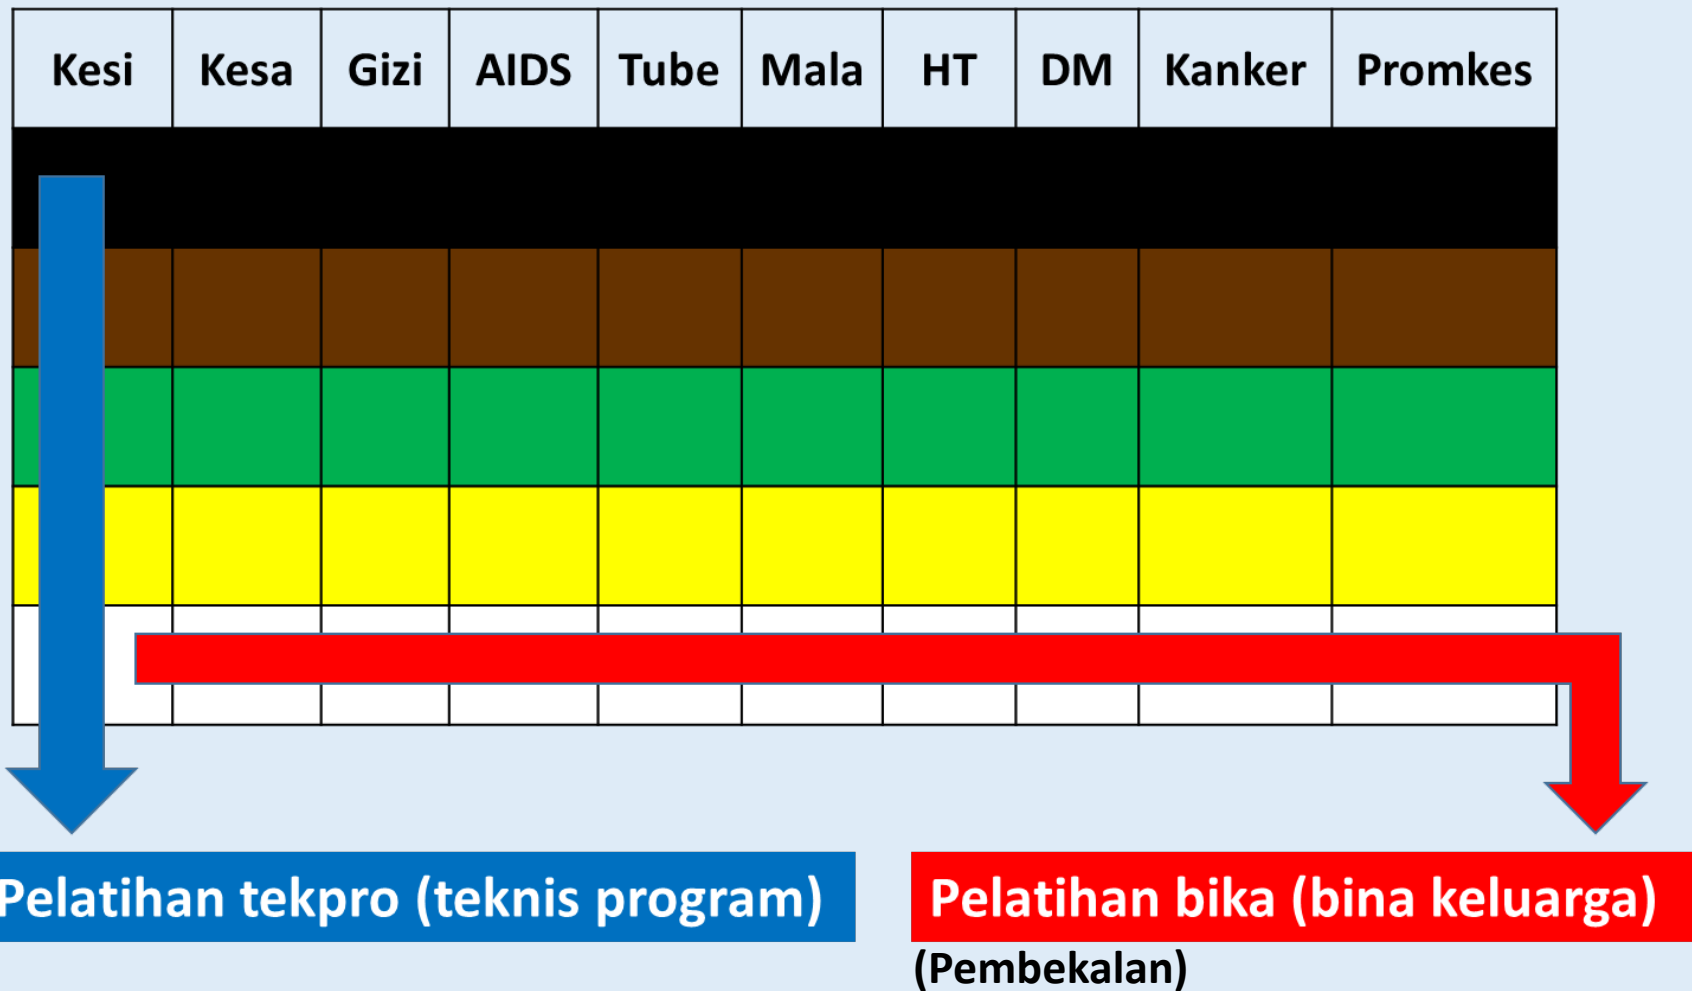 Kesi Kesa Gizi AIDS Tube Mala HT DM Kanker Promkes
Pelatihan tekpro (teknis program)
Pelatihan bika (bina keluarga)
(Pembekalan)